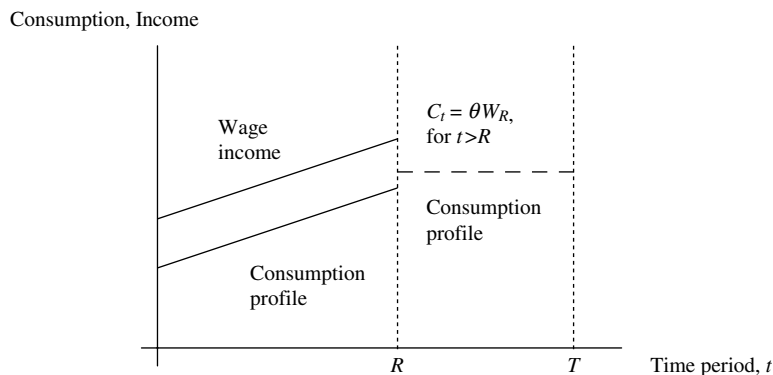 Consumption, Income
Wage
income
C_t = θW_R,
for t>R
Consumption
profile
Consumption
profile
R
T
Time period, t